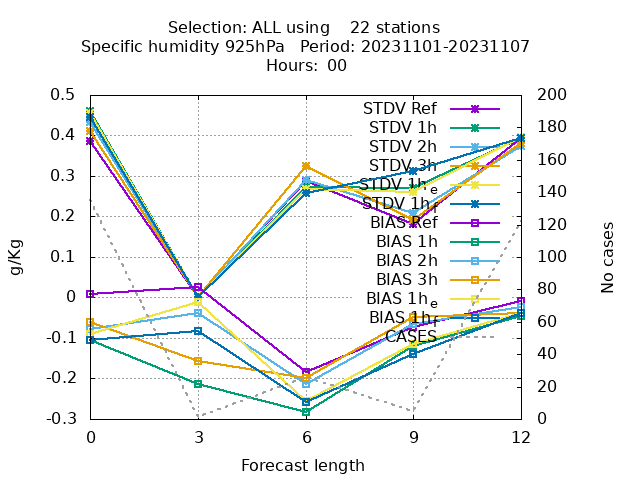 Selection: ALL using    22 stations
Specific humidity 925hPa   Period: 20231101-20231107
Hours:  00
0.5
0.4
0.3
0.2
0.1
0
-0.1
-0.2
-0.3
g/Kg
200
180
160
140
120
100
80
60
40
20
0
No cases
STDV Ref
STDV 1h
STDV 2h
STDV 3h
STDV 1he
STDV 1hf
BIAS Ref
BIAS 1h
BIAS 2h
BIAS 3h
BIAS 1he
BIAS 1hf
CASES
0 3 6 9 12
Forecast length